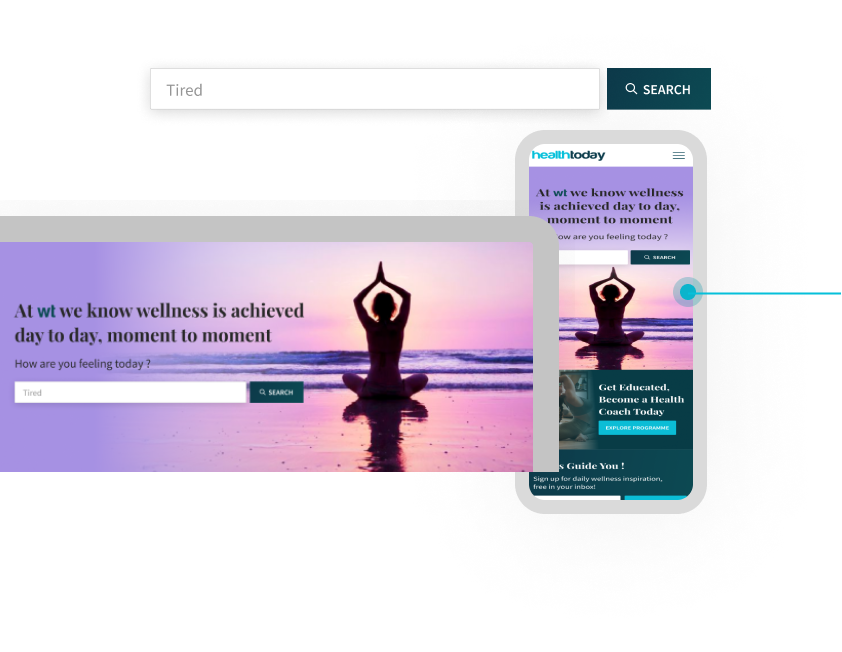 Tired
SEARCH
healthtoday
At wt we know wellness
is achieved day to day,
moment to moment
ow are you feeling today ?
SEARCH
At wt we know wellness is achieved
day to day, moment to moment
How are you feeling today ?
Tired
SEARCH
Get Educated,
Become a Health
Coach Today
EXPLORE PROGRAMME
s Guide You !
Sign up for daily wellness inspiration,
free in your inbox!